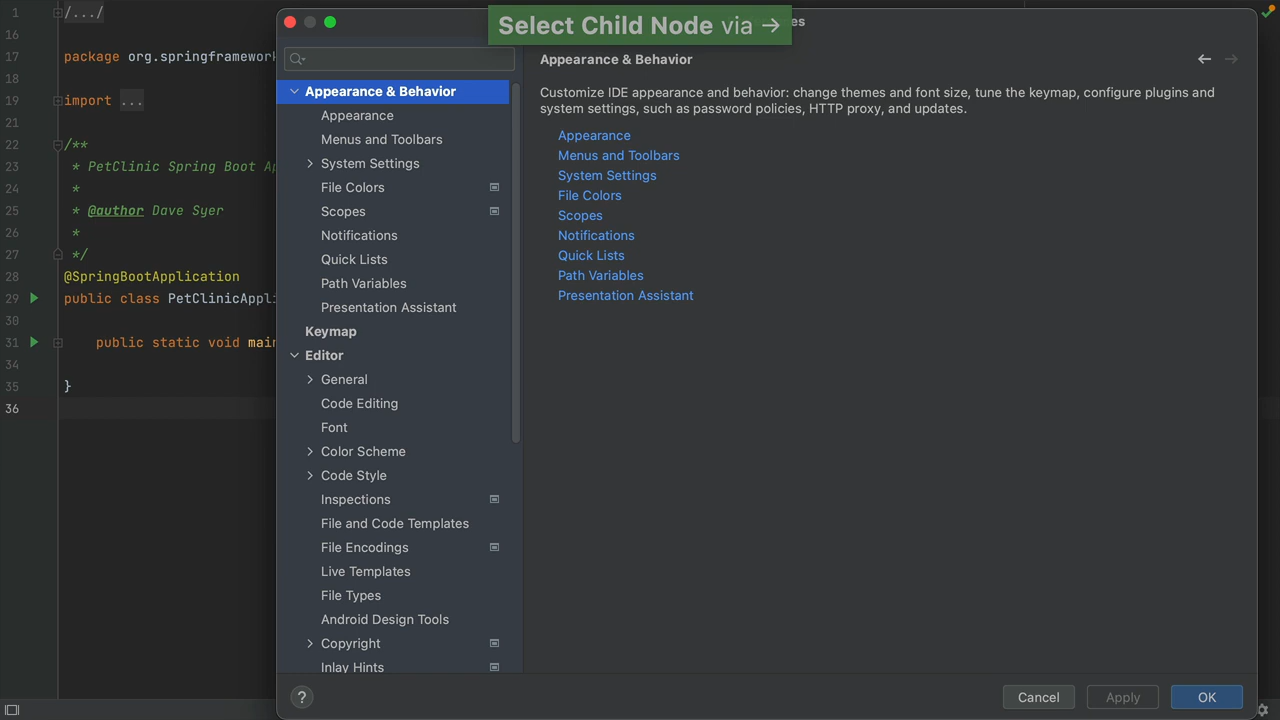 Select Child Node via →
1 /.../
16
17 package org.springframework
18
19 import ...
21
22 /**
23 * PetClinic Spring Boot Ap
24 *
25 * @author Dave Syer
26 *
27 */
28 @SpringBootApplication
29 public class PetClinicAppli
30
31 public static void main
34
35 }
36
Appearance & Behavior
Appearance
Menus and Toolbars
System Settings
File Colors
Scopes
Notifications
Quick Lists
Path Variables
Presentation Assistant
Keymap
Editor
General
Code Editing
Font
Color Scheme
Code Style
Inspections
File and Code Templates
File Encodings
Live Templates
File Types
Android Design Tools
Copyright
Inlay Hints
Appearance & Behavior
Customize IDE appearance and behavior: change themes and font size, tune the keymap, configure plugins and
system settings, such as password policies, HTTP proxy, and updates.
Appearance
Menus and Toolbars
System Settings
File Colors
Scopes
Notifications
Quick Lists
Path Variables
Presentation Assistant
?
Cancel
Apply
OK